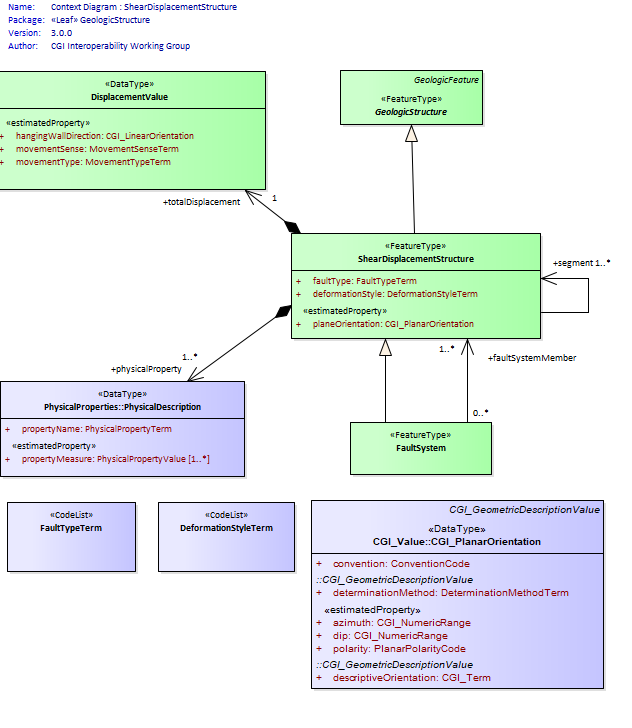 Name: Context Diagram : ShearDisplacementStructure
Package: «Leaf» GeologicStructure
Version: 3.0.0
Author: CGI Interoperability Working Group
«DataType»
DisplacementValue
«estimatedProperty»
+ hangingWallDirection: CGI_LinearOrientation
+ movementSense: MovementSenseTerm
+ movementType: MovementTypeTerm
GeologicFeature
«FeatureType»
GeologicStructure
+totalDisplacement
1
«FeatureType»
ShearDisplacementStructure
+ faultType: FaultTypeTerm
+ deformationStyle: DeformationStyleTerm
«estimatedProperty»
+ planeOrientation: CGI_PlanarOrientation
+segment 1..*
1..*
+physicalProperty
1..*
+faultSystemMember
0..*
«DataType»
PhysicalProperties::PhysicalDescription
+ propertyName: PhysicalPropertyTerm
«estimatedProperty»
+ propertyMeasure: PhysicalPropertyValue [1..*]
«FeatureType»
FaultSystem
«CodeList»
FaultTypeTerm
«CodeList»
DeformationStyleTerm
CGI_GeometricDescriptionValue
«DataType»
CGI_Value::CGI_PlanarOrientation
+ convention: ConventionCode
::CGI_GeometricDescriptionValue
+ determinationMethod: DeterminationMethodTerm
«estimatedProperty»
+ azimuth: CGI_NumericRange
+ dip: CGI_NumericRange
+ polarity: PlanarPolarityCode
::CGI_GeometricDescriptionValue
+ descriptiveOrientation: CGI_Term